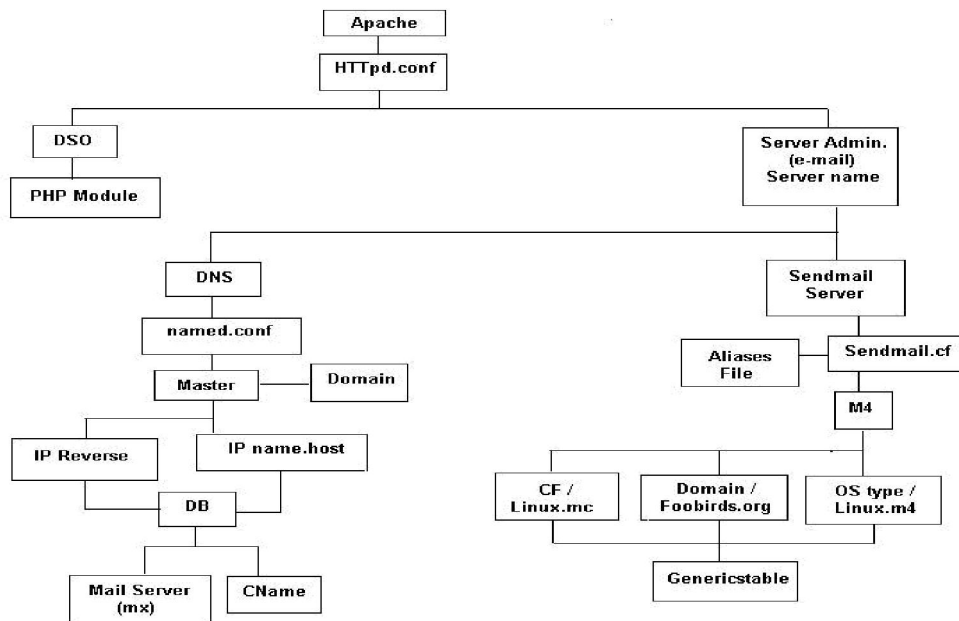 Apache
HTTpd.conf
DSO
PHP Module
Server Admin.
(e-mail)
Server name
DNS
named.conf
Master
Domain
IP Reverse
IP name.host
DB
Mail Server
(mx)
CName
Sendmail
Server
Aliases
File
Sendmail.cf
M4
CF /
Linux.mc
Domain /
Foobirds.org
OS type /
Linux.m4
Genericstable